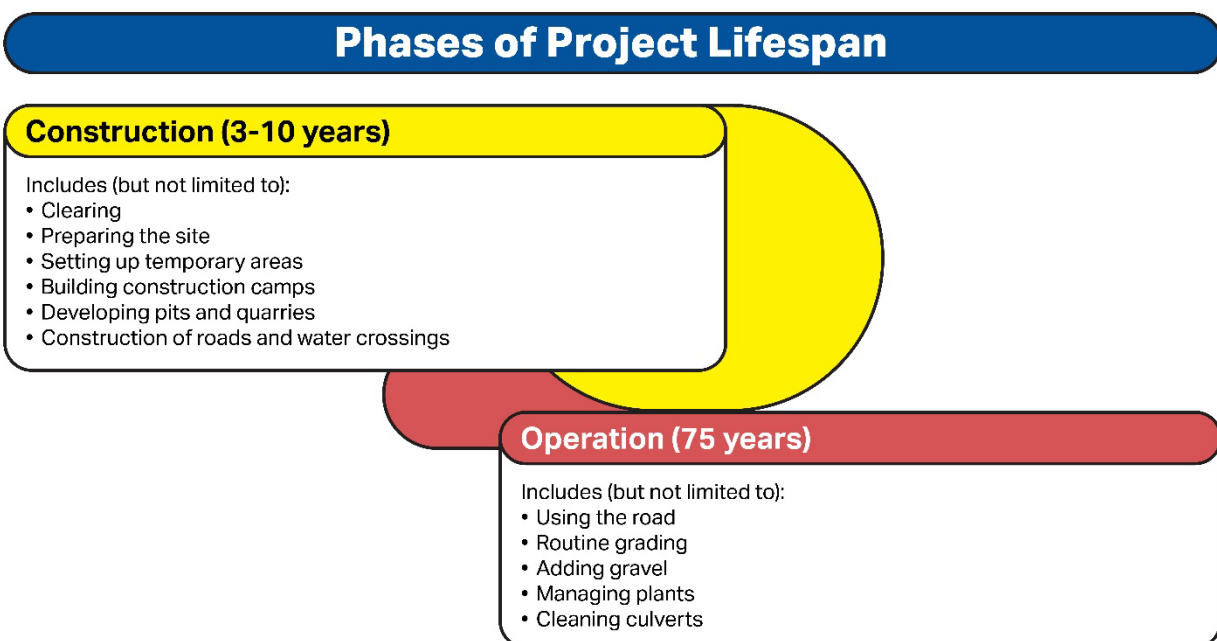 Phases of Project Lifespan
Construction (3-10 years)
Includes (but not limited to):
• Clearing
• Preparing the site
• Setting up temporary areas
• Building construction camps
• Developing pits and quarries
• Construction of roads and water crossings
Operation (75 years)
Includes (but not limited to):
• Using the road
• Routine grading
• Adding gravel
• Managing plants
• Cleaning culverts